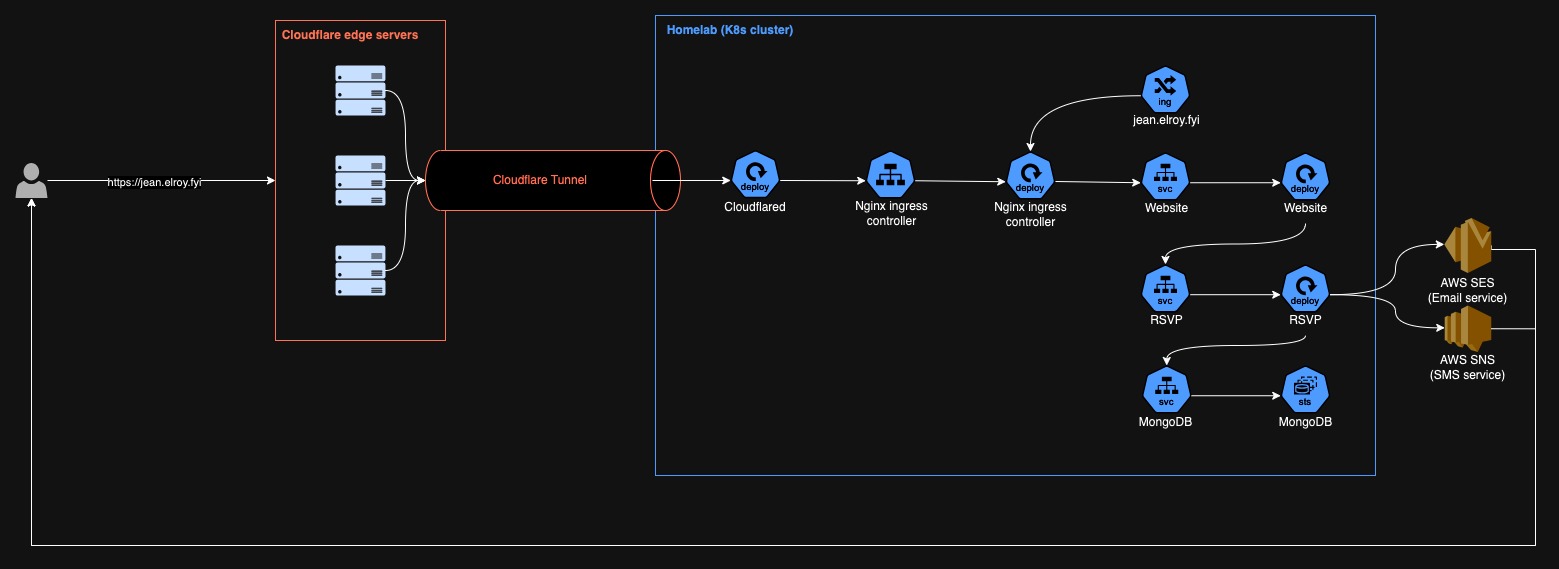 Cloudflare edge servers
Homelab (K8s cluster)
ing
jean.elroy.fyi
https://jean.elroy.fyi
Cloudflare Tunnel
deploy
Cloudflared
Nginx ingress
controller
deploy
Nginx ingress
controller
svc
Website
deploy
Website
svc
RSVP
deploy
RSVP
AWS SES
(Email service)
AWS SNS
(SMS service)
svc
MongoDB
sts
MongoDB